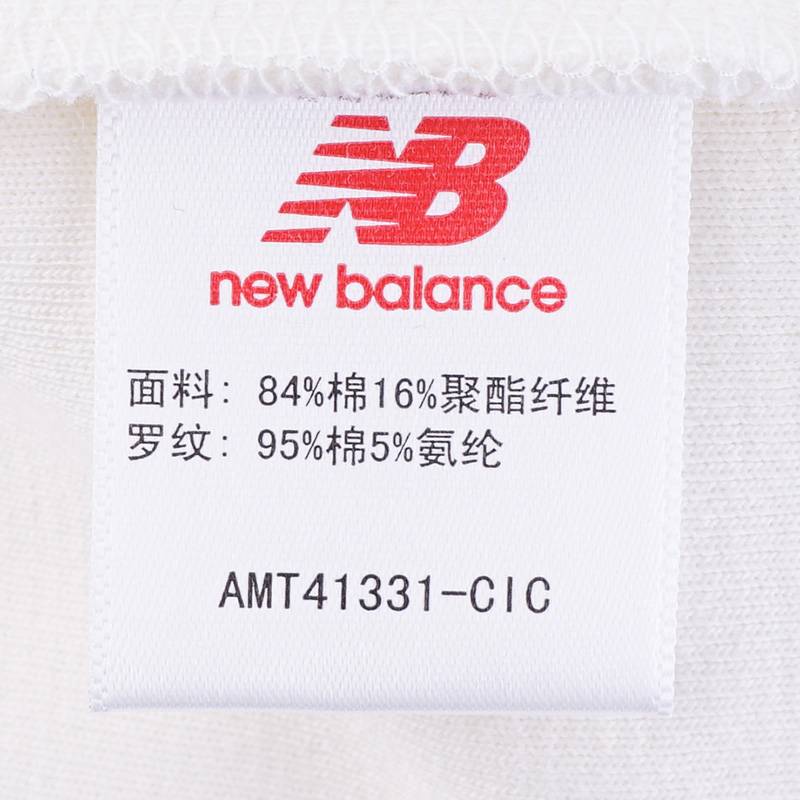 NB
new balance
面料: 84%棉16%聚酯纤维
罗纹: 95%棉5%氨纶
AMT41331-CIC